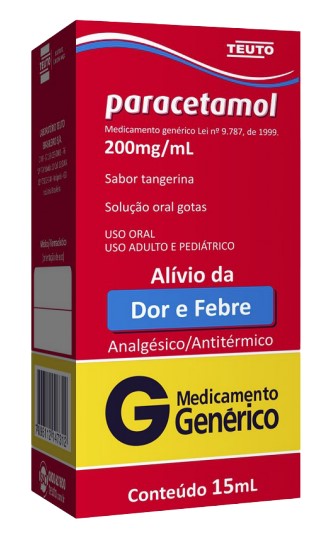 TEUTO
paracetamol
Medicamento genérico Lei nº 9.787, de 1999.
200mg/mL
Sabor tangerina
Solução oral gotas
USO ORAL
USO ADULTO E PEDIÁTRICO
Alívio da
Dor e Febre
Analgésico/Antitérmico
G
Medicamento
Genérico
Conteúdo 15mL
TEUTO